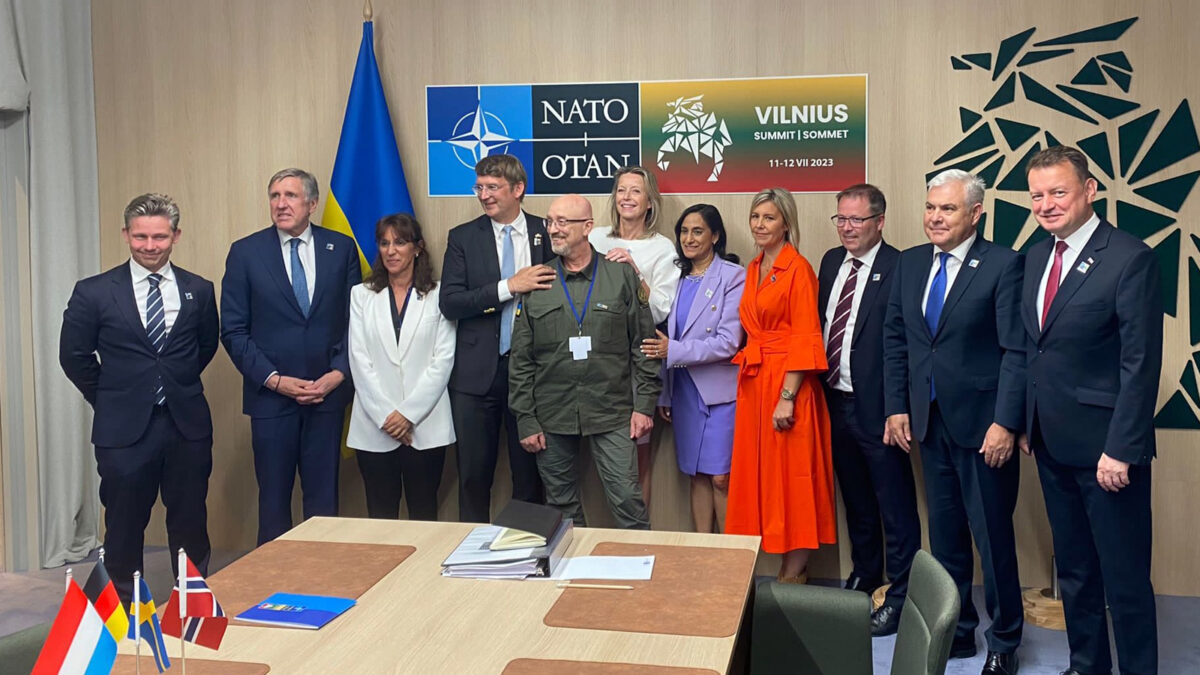 NATO
+
OTAN
VILNIUS
SUMMIT | SOMMET
11-12 VII 2023